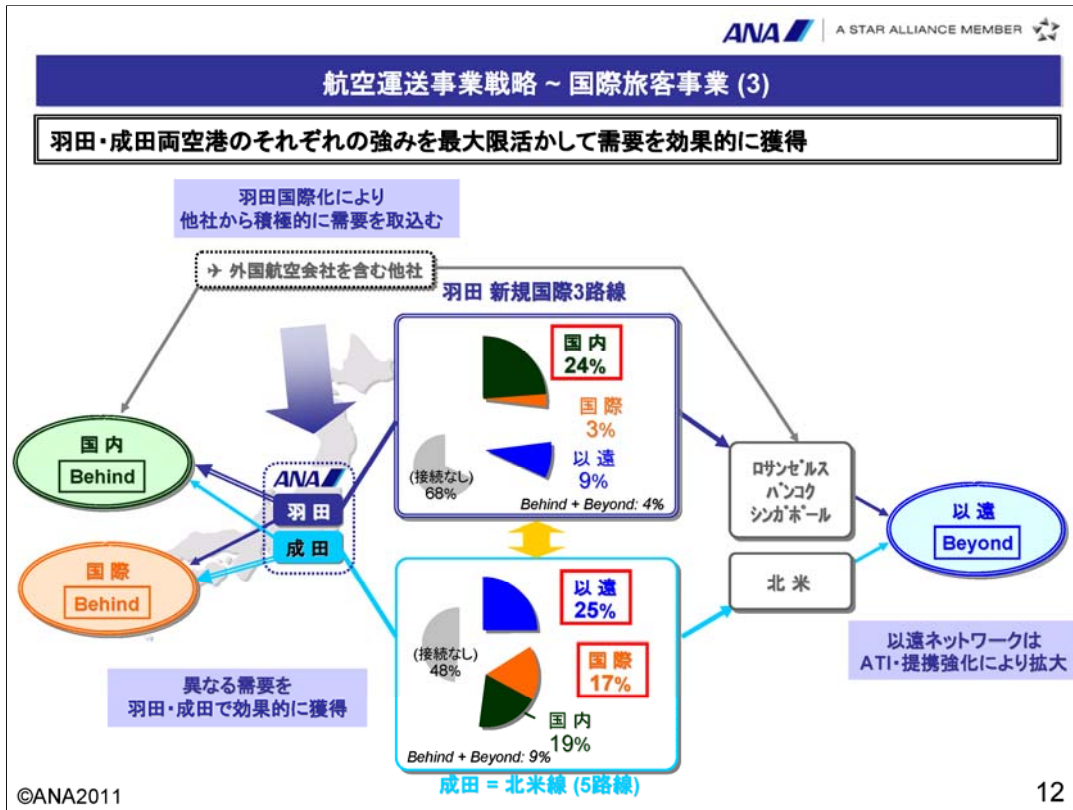 ANA A STAR ALLIANCE MEMBER
航空運送事業戦略 ~ 国際旅客事業 (3)
羽田・成田両空港のそれぞれの強みを最大限活かして需要を効果的に獲得
羽田国際化により
他社から積極的に需要を取込む
外国航空会社を含む他社
羽田 新規国際3路線
国内
24%
国際
3%
以遠
9%
(接続なし)
68%
Behind + Beyond: 4%
国内
Behind
国際
Behind
ANA
羽田
成田
ロサンゼルス
バンコク
シンガポール
北米
以遠
Beyond
以遠
25%
(接続なし)
48%
国際
17%
国内
19%
Behind + Beyond: 9%
成田 = 北米線 (5路線)
異なる需要を
羽田・成田で効果的に獲得
以遠ネットワークは
ATI・提携強化により拡大
©ANA2011
12